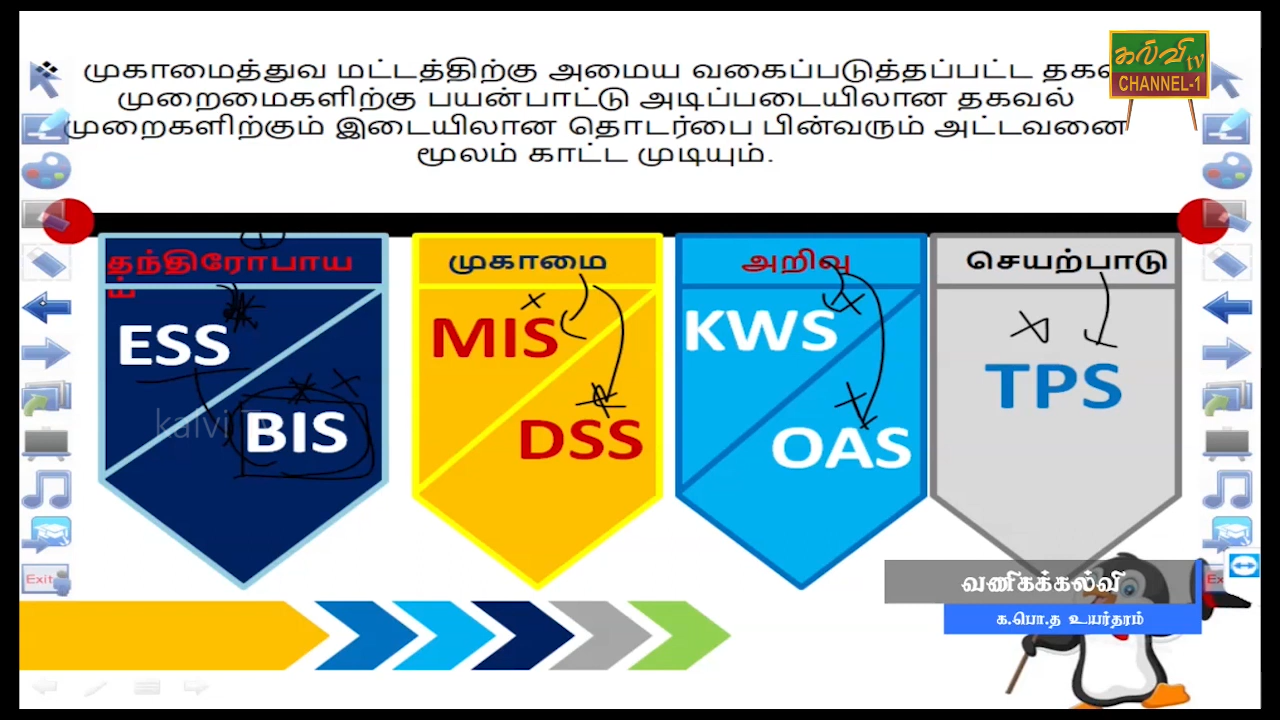 முகாமைத்துவ மட்டத்திற்கு அமைய வகைப்படுத்தப்பட்ட
முறைமைகளிற்கு பயன்பாட்டு அடிப்படையிலான தகவல்
முறைகளிற்கும் இடையிலான தொடர்பை பின்வரும் அட்டவனை
மூலம் காட்ட முடியும்.
கல்வி tv
CHANNEL-1
தந்திரோபாய
ம்
முகாமை
அறிவு
செயற்பாடு
ESS
BIS
MIS
DSS
KWS
OAS
TPS
வணிகக்கல்வி
க.பொ.த உயர்தரம்
Exit